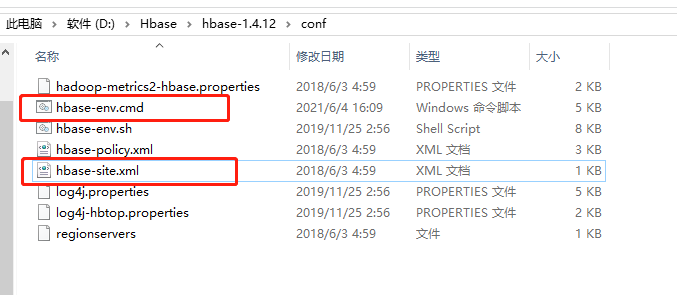 此电脑 › 软件 (D:) › Hbase › hbase-1.4.12 › conf
名称 修改日期 类型 大小
hadoop-metrics2-hbase.properties 2018/6/3 4:59 PROPERTIES 文件 2 KB
hbase-env.cmd 2021/6/4 16:09 Windows 命令脚本 5 KB
hbase-env.sh 2019/11/25 2:56 Shell Script 8 KB
hbase-policy.xml 2018/6/3 4:59 XML 文档 3 KB
hbase-site.xml 2018/6/3 4:59 XML 文档 1 KB
log4j.properties 2019/11/25 2:56 PROPERTIES 文件 5 KB
log4j-hbtop.properties 2019/11/25 2:56 PROPERTIES 文件 2 KB
regionservers 2018/6/3 4:59 文件 1 KB